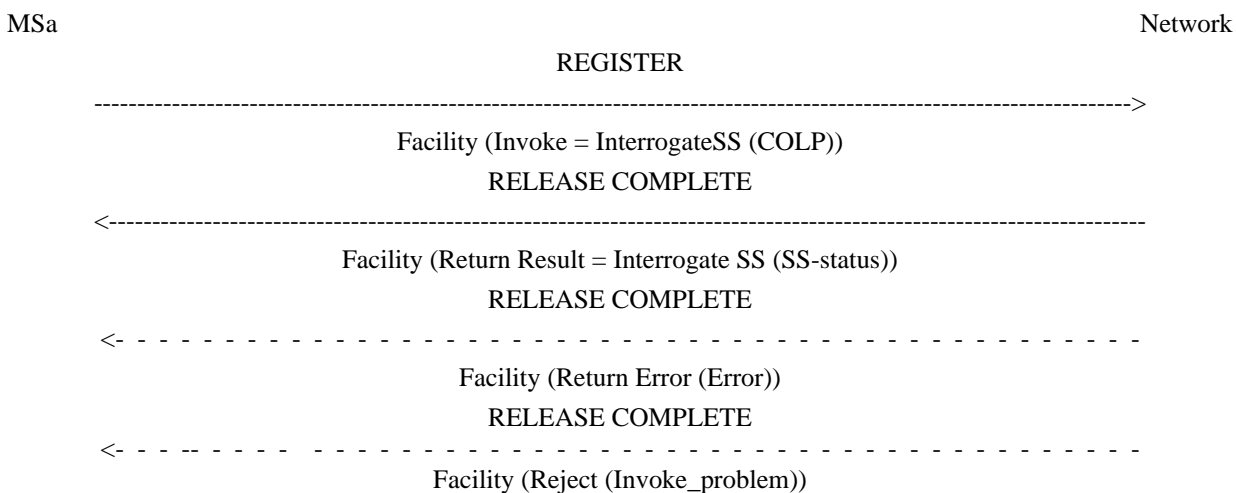 MSa Network
REGISTER
------------------------------------------------------------------------------------------------------------------------>
Facility (Invoke = InterrogateSS (COLP))
RELEASE COMPLETE
<------------------------------------------------------------------------------------------------------------------------
Facility (Return Result = Interrogate SS (SS-status))
RELEASE COMPLETE
<- - - - - - - - - - - - - - - - - - - - - - - - - - - - - - - - - - - - - - - - - - - - - - -
Facility (Return Error (Error))
RELEASE COMPLETE
<- - - -- - - - - - - - - - - - - - - - - - - - - - - - - - - - - - - - - - - - - - - - - - -
Facility (Reject (Invoke_problem))